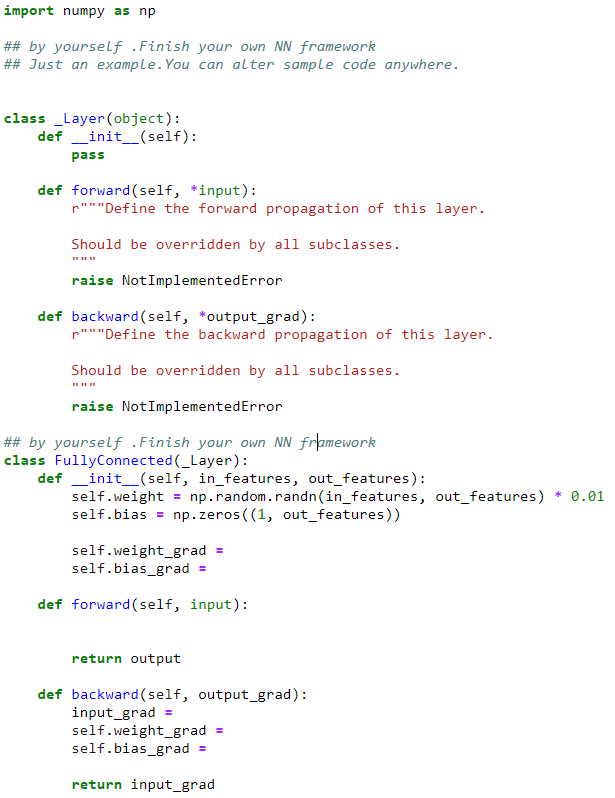 import numpy as np

## by yourself .Finish your own NN framework
## Just an example.You can alter sample code anywhere.


class _Layer(object):
    def __init__(self):
        pass

    def forward(self, *input):
        r"""Define the forward propagation of this layer.

        Should be overridden by all subclasses.
        """
        raise NotImplementedError

    def backward(self, *output_grad):
        r"""Define the backward propagation of this layer.

        Should be overridden by all subclasses.
        """
        raise NotImplementedError

## by yourself .Finish your own NN framework
class FullyConnected(_Layer):
    def __init__(self, in_features, out_features):
        self.weight = np.random.randn(in_features, out_features) * 0.01
        self.bias = np.zeros((1, out_features))

        self.weight_grad =
        self.bias_grad =

    def forward(self, input):


        return output

    def backward(self, output_grad):
        input_grad =
        self.weight_grad =
        self.bias_grad =

        return input_grad